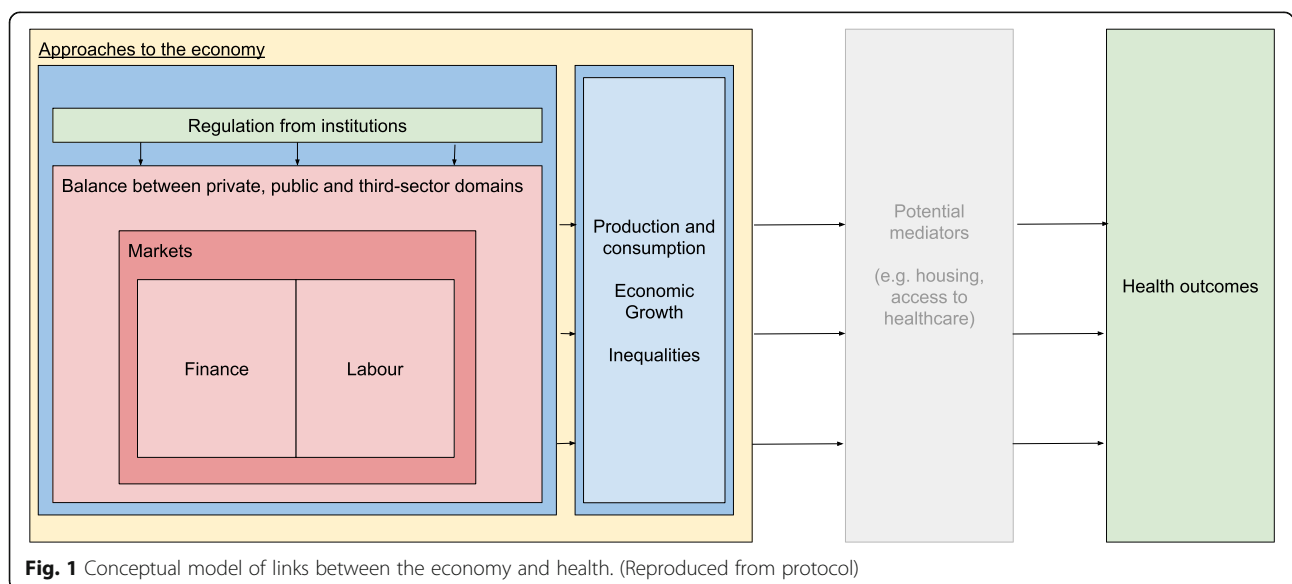 Approaches to the economy
Regulation from institutions
Balance between private, public and third-sector domains
Markets
Finance
Labour
Production and
consumption
Economic
Growth
Inequalities
Potential
mediators
(e.g. housing,
access to
healthcare)
Health outcomes
Fig. 1 Conceptual model of links between the economy and health. (Reproduced from protocol)